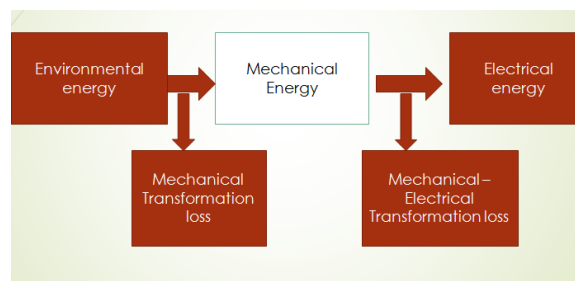 Environmental
energy
Mechanical
Energy
Electrical
energy
Mechanical
Transformation
loss
Mechanical –
Electrical
Transformation loss